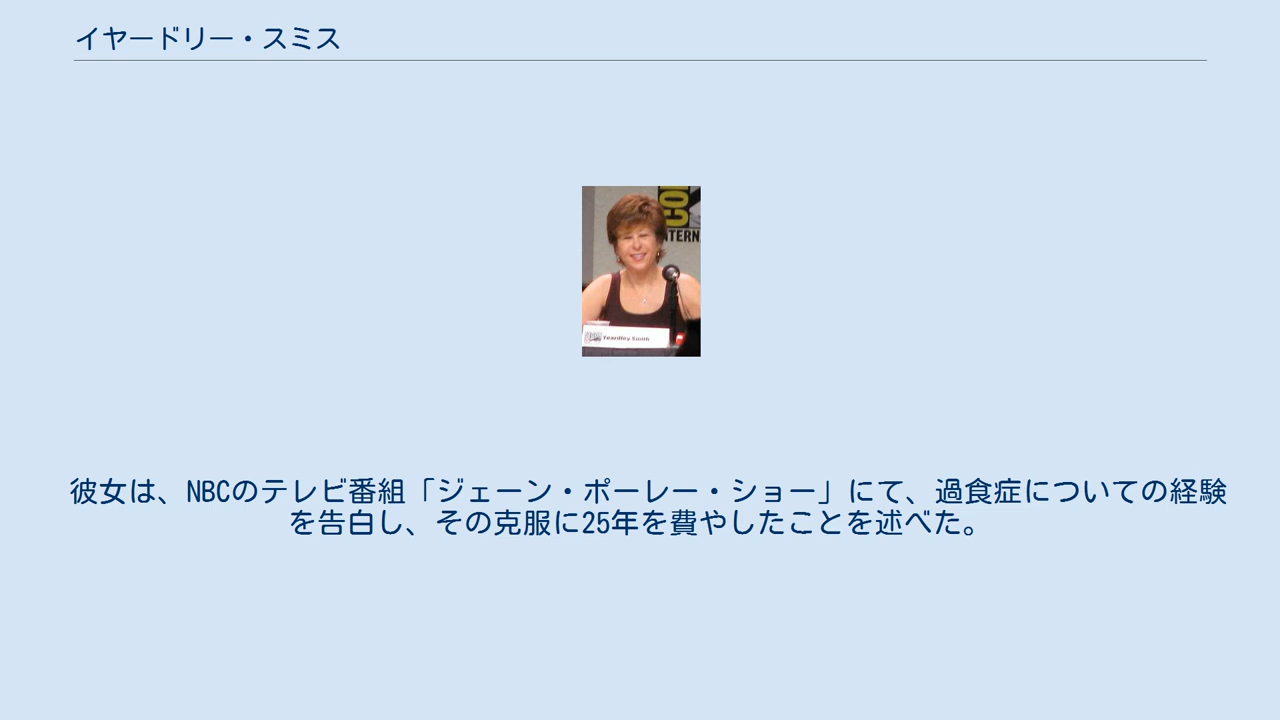 イヤードリー・スミス
COM
TERN
Yeardley Smith
彼女は、NBCのテレビ番組「ジェーン・ポーレー・ショー」にて、過食症についての経験
を告白し、その克服に25年を費やしたことを述べた。